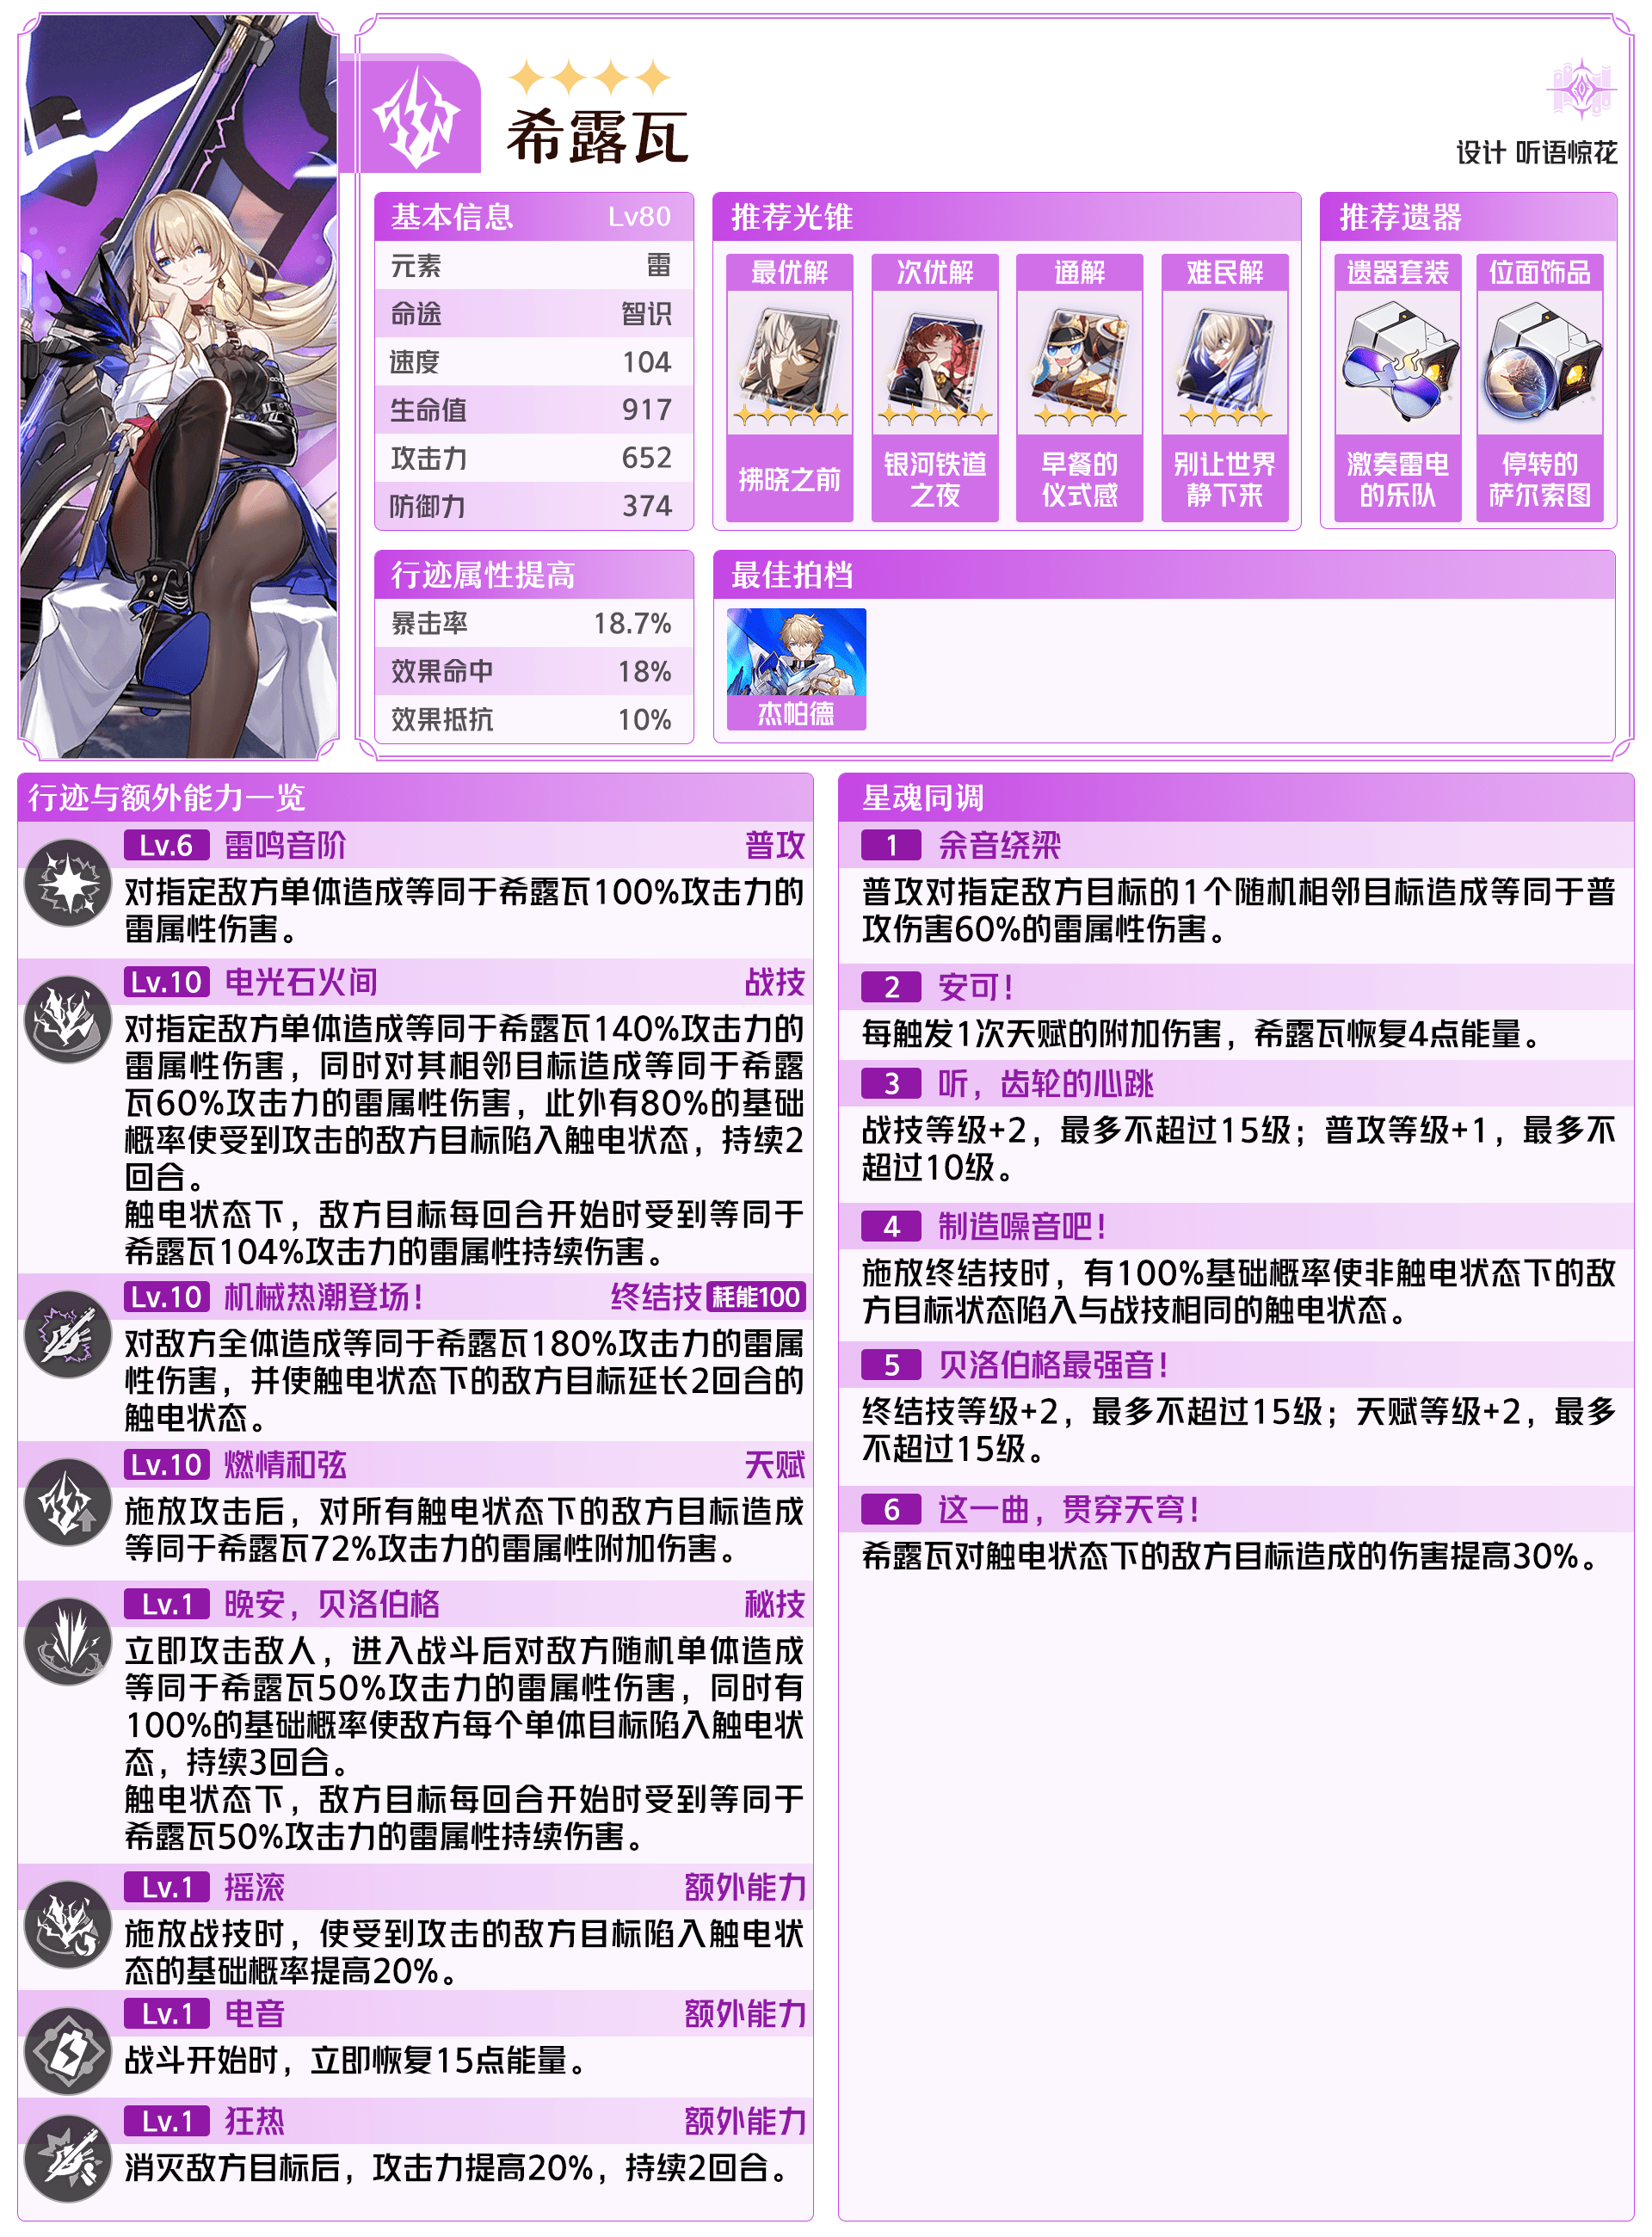 希露瓦
设计 听语惊花
基本信息 Lv80
元素 雷
命途 智识
速度 104
生命值 917
攻击力 652
防御力 374
推荐光锥
最优解 次优解 通解 难民解
拂晓之前
银河铁道
之夜
早餐的
仪式感
别让世界
静下来
推荐遗器
遗器套装 位面饰品
激奏雷电
的乐队
停转的
萨尔索图
行迹属性提高
暴击率 18.7%
效果命中 18%
效果抵抗 10%
最佳拍档
杰帕德
行迹与额外能力一览
Lv.6 雷鸣音阶 普攻
对指定敌方单体造成等同于希露瓦100%攻击力的
雷属性伤害。
Lv.10 电光石火间 战技
对指定敌方单体造成等同于希露瓦140%攻击力的
雷属性伤害，同时对其相邻目标造成等同于希露
瓦60%攻击力的雷属性伤害，此外有80%的基础
概率使受到攻击的敌方目标陷入触电状态，持续2
回合。
触电状态下，敌方目标每回合开始时受到等同于
希露瓦104%攻击力的雷属性持续伤害。
Lv.10 机械热潮登场！ 终结技 耗能100
对敌方全体造成等同于希露瓦180%攻击力的雷属
性伤害，并使触电状态下的敌方目标延长2回合的
触电状态。
Lv.10 燃情和弦 天赋
施放攻击后，对所有触电状态下的敌方目标造成
等同于希露瓦72%攻击力的雷属性附加伤害。
Lv.1 晚安，贝洛伯格 秘技
立即攻击敌人，进入战斗后对敌方随机单体造成
等同于希露瓦50%攻击力的雷属性伤害，同时有
100%的基础概率使敌方每个单体目标陷入触电状
态，持续3回合。
触电状态下，敌方目标每回合开始时受到等同于
希露瓦50%攻击力的雷属性持续伤害。
Lv.1 摇滚 额外能力
施放战技时，使受到攻击的敌方目标陷入触电状
态的基础概率提高20%。
Lv.1 电音 额外能力
战斗开始时，立即恢复15点能量。
Lv.1 狂热 额外能力
消灭敌方目标后，攻击力提高20%，持续2回合。
星魂同调
1 余音绕梁
普攻对指定敌方目标的1个随机相邻目标造成等同于普
攻伤害60%的雷属性伤害。
2 安可！
每触发1次天赋的附加伤害，希露瓦恢复4点能量。
3 听，齿轮的心跳
战技等级+2，最多不超过15级；普攻等级+1，最多不
超过10级。
4 制造噪音吧！
施放终结技时，有100%基础概率使非触电状态下的敌
方目标状态陷入与战技相同的触电状态。
5 贝洛伯格最强音！
终结技等级+2，最多不超过15级；天赋等级+2，最多
不超过15级。
6 这一曲，贯穿天穹！
希露瓦对触电状态下的敌方目标造成的伤害提高30%。